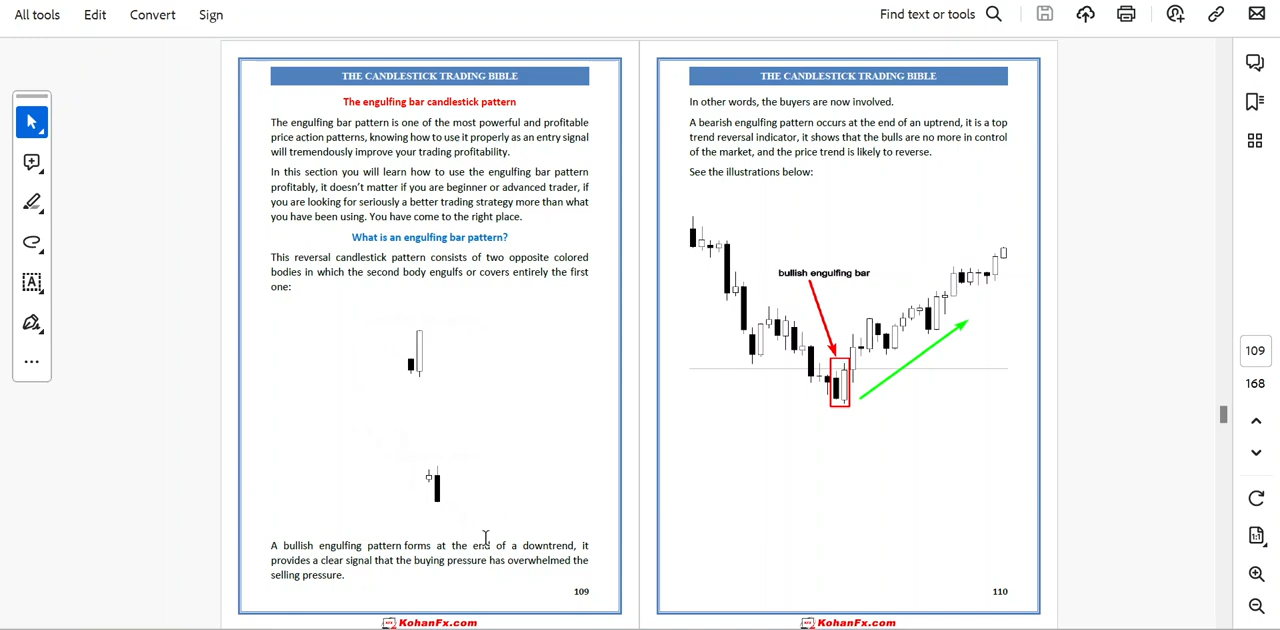 All tools Edit Convert Sign Find text or tools
THE CANDLESTICK TRADING BIBLE
The engulfing bar candlestick pattern
The engulfing bar pattern is one of the most powerful and profitable
price action patterns, knowing how to use it properly as an entry signal
will tremendously improve your trading profitability.
In this section you will learn how to use the engulfing bar pattern
profitably, it doesn't matter if you are beginner or advanced trader, if
you are looking for seriously a better trading strategy more than what
you have been using. You have come to the right place.
What is an engulfing bar pattern?
This reversal candlestick pattern consists of two opposite colored
bodies in which the second body engulfs or covers entirely the first
one:
A bullish engulfing pattern forms at the end of a downtrend, it
provides a clear signal that the buying pressure has overwhelmed the
selling pressure.
109
KFX KohanFx.com
THE CANDLESTICK TRADING BIBLE
In other words, the buyers are now involved.
A bearish engulfing pattern occurs at the end of an uptrend, it is a top
trend reversal indicator, it shows that the bulls are no more in control
of the market, and the price trend is likely to reverse.
See the illustrations below:
bullish engulfing bar
110
KFX KohanFx.com
109
168
1:1